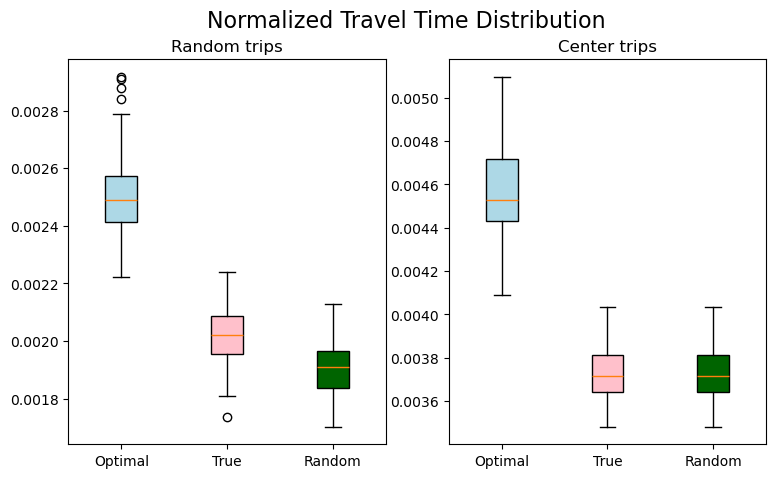 Normalized Travel Time Distribution
Random trips
0.0028
0.0026
0.0024
0.0022
0.0020
0.0018
Optimal True Random
Center trips
0.0050
0.0048
0.0046
0.0044
0.0042
0.0040
0.0038
0.0036
Optimal True Random